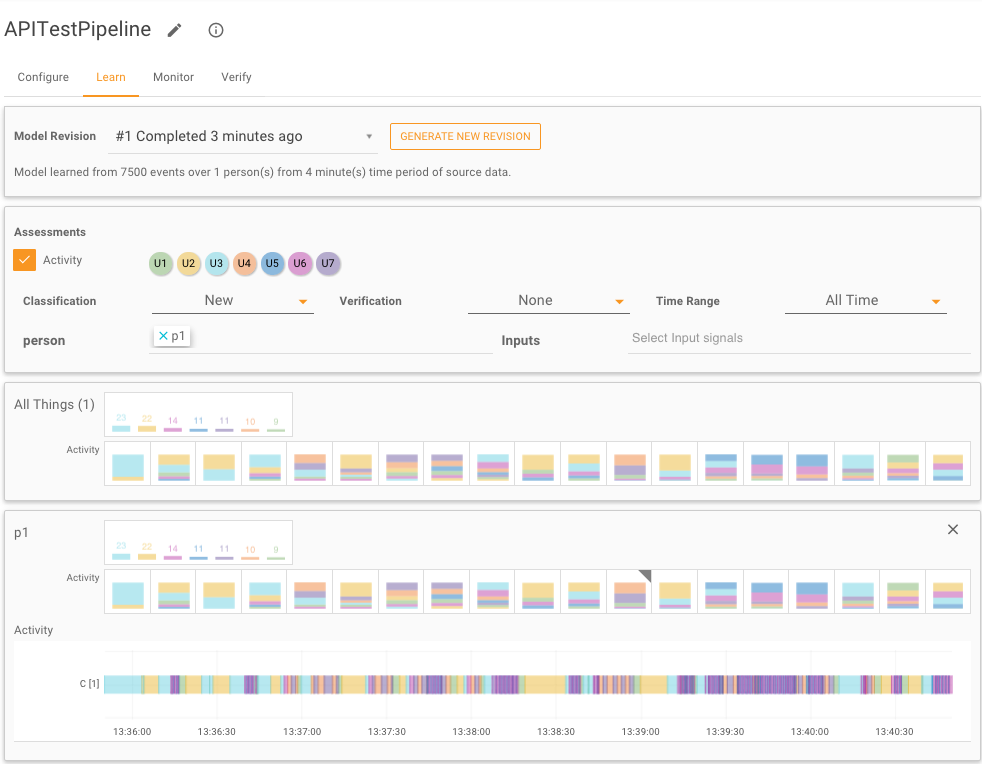 APITestPipeline
Configure Learn Monitor Verify
Model Revision #1 Completed 3 minutes ago GENERATE NEW REVISION
Model learned from 7500 events over 1 person(s) from 4 minute(s) time period of source data.
Assessments
Activity U1 U2 U3 U4 U5 U6 U7
Classification New Verification None Time Range All Time
person p1 Inputs Select Input signals
All Things (1)
23 22 14 11 11 10 9
Activity
p1
23 22 14 11 11 10 9
Activity
Activity
C [1]
13:36:00 13:36:30 13:37:00 13:37:30 13:38:00 13:38:30 13:39:00 13:39:30 13:40:00 13:40:30